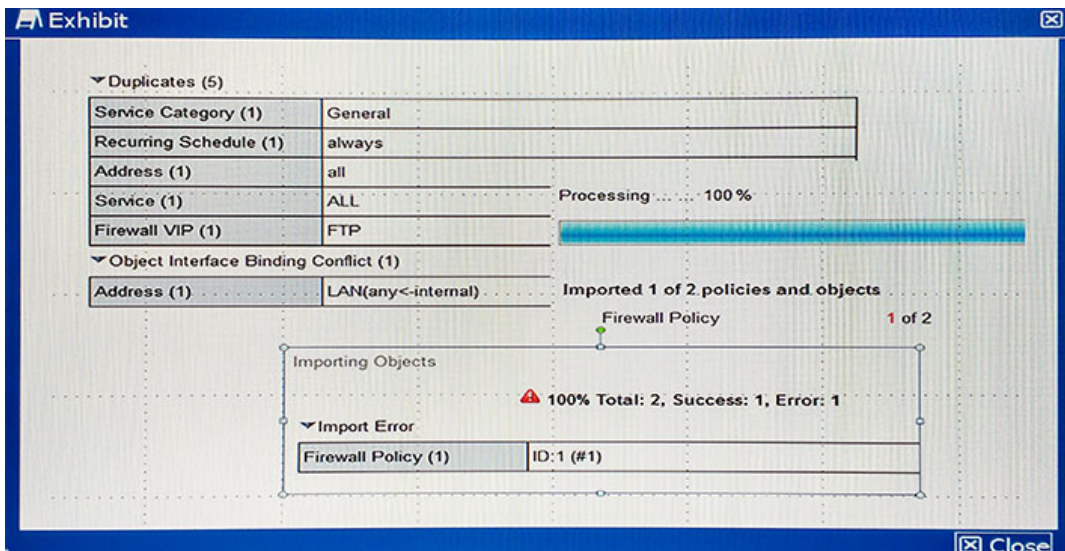 Exhibit
Duplicates (5)
Service Category (1) General
Recurring Schedule (1) always
Address (1) all
Service (1) ALL
Firewall VIP (1) FTP
Processing ... ... 100 %
Object Interface Binding Conflict (1)
Address (1) LAN(any<-internal)
Imported 1 of 2 policies and objects
Firewall Policy 1 of 2
Importing Objects
100% Total: 2, Success: 1, Error: 1
Import Error
Firewall Policy (1) ID:1 (#1)
Close